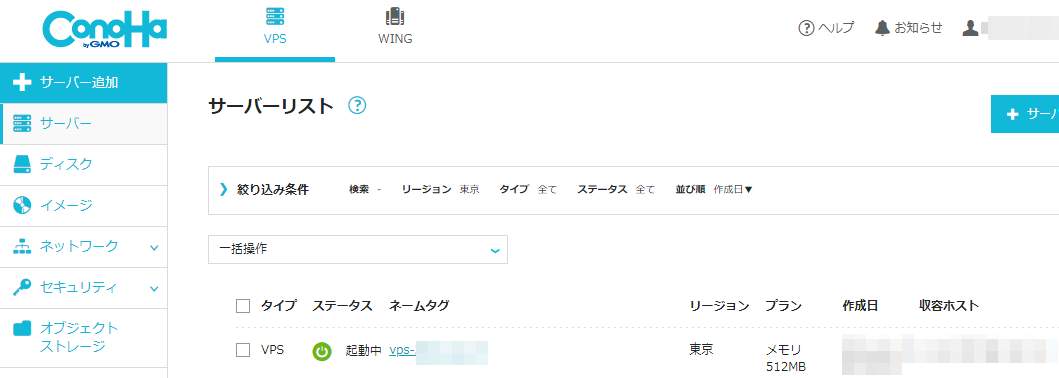 ConoHa
by GMO
VPS
WING
ヘルプ
お知らせ
サーバー追加
サーバー
ディスク
イメージ
ネットワーク
セキュリティ
オブジェクト
ストレージ
サーバーリスト ?
+ サーバ
絞り込み条件 検索 - リージョン 東京 タイプ 全て ステータス 全て 並び順 作成日▼
一括操作
タイプ ステータス ネームタグ リージョン プラン 作成日 収容ホスト
VPS 起動中 vps- 東京 メモリ
512MB